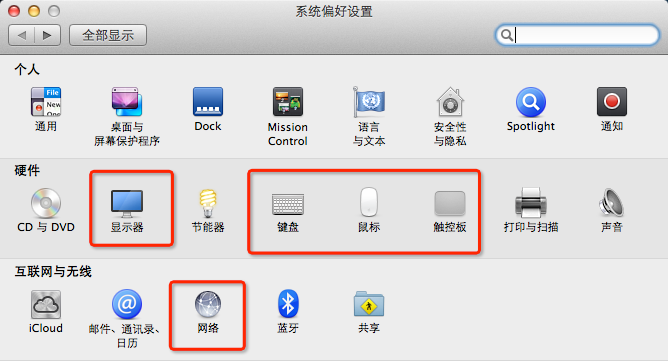 系统偏好设置
全部显示
个人
File
New
One
通用
桌面与
屏幕保护程序
Dock
Mission
Control
语言
与文本
安全性
与隐私
Spotlight
通知
硬件
CD 与 DVD
显示器
节能器
键盘
鼠标
触控板
打印与扫描
声音
互联网与无线
iCloud
邮件、通讯录、
日历
网络
蓝牙
共享